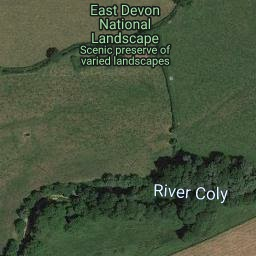 East Devon
National
Landscape
Scenic preserve of
varied landscapes
River Coly